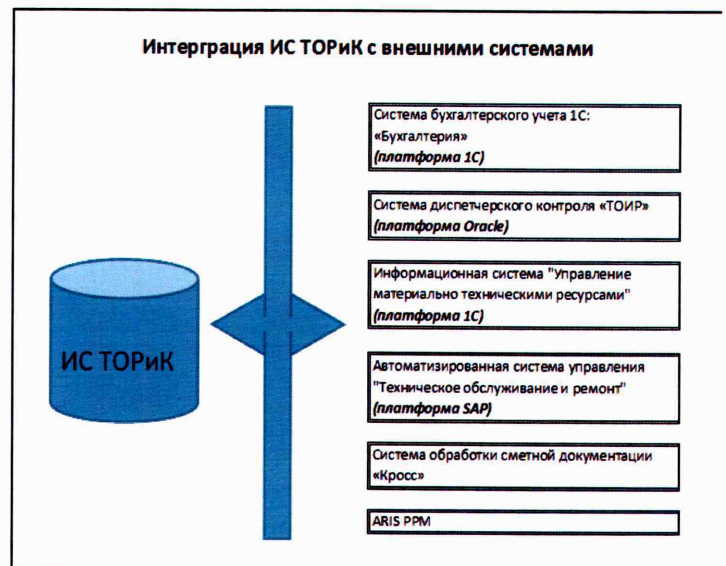 Интерграция ИС ТОРиК с внешними системами
Система бухгалтерского учета 1С:
«Бухгалтерия»
(платформа 1С)
Система диспетчерского контроля «ТОИР»
(платформа Oracle)
Информационная система "Управление
материально техническими ресурсами"
(платформа 1С)
ИС ТОРиК
Автоматизированная система управления
"Техническое обслуживание и ремонт"
(платформа SAP)
Система обработки сметной документации
«Кросс»
ARIS PPM